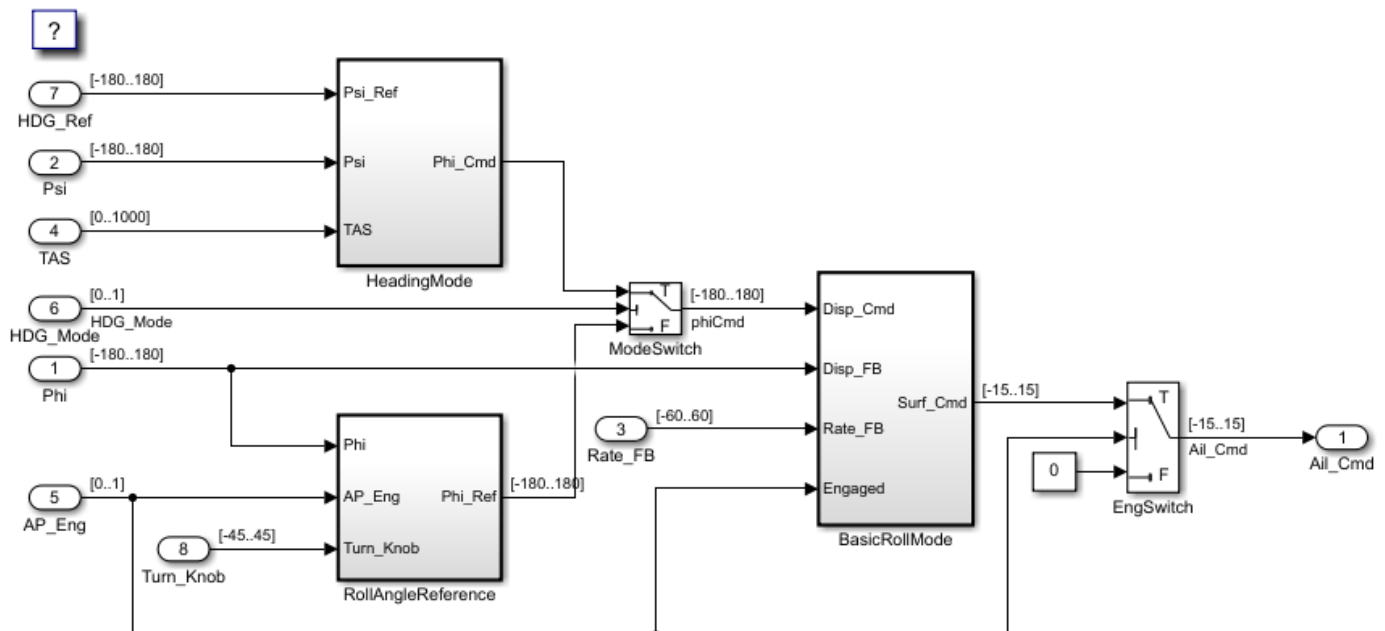 ?
[-180..180]
7
HDG_Ref
Psi_Ref
[-180..180]
2
Psi
Psi
Phi_Cmd
[0..1000]
4
TAS
TAS
HeadingMode
[0..1]
6
HDG_Mode
HDG_Mode
T
F
ModeSwitch
[-180..180]
phiCmd
[-180..180]
1
Phi
Phi
[0..1]
5
AP_Eng
AP_Eng
Phi_Ref
[-180..180]
[-45..45]
8
Turn_Knob
Turn_Knob
RollAngleReference
[-60..60]
3
Rate_FB
Disp_Cmd
Disp_FB
Surf_Cmd
Rate_FB
Engaged
BasicRollMode
[-15..15]
T
0
F
EngSwitch
[-15..15]
Ail_Cmd
1
Ail_Cmd